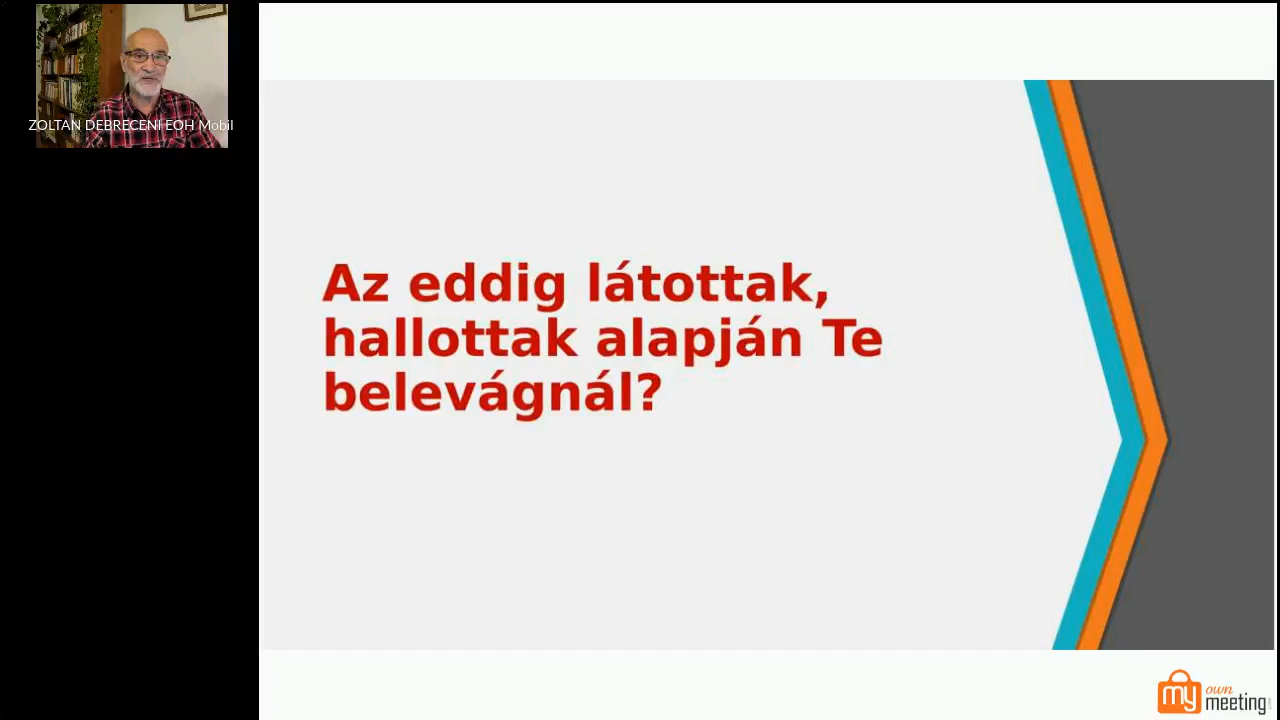 ZOLTAN DEBRECENI EOH Mobil
Az eddig látottak,
hallottak alapján Te
belevágnál?
my own
meeting